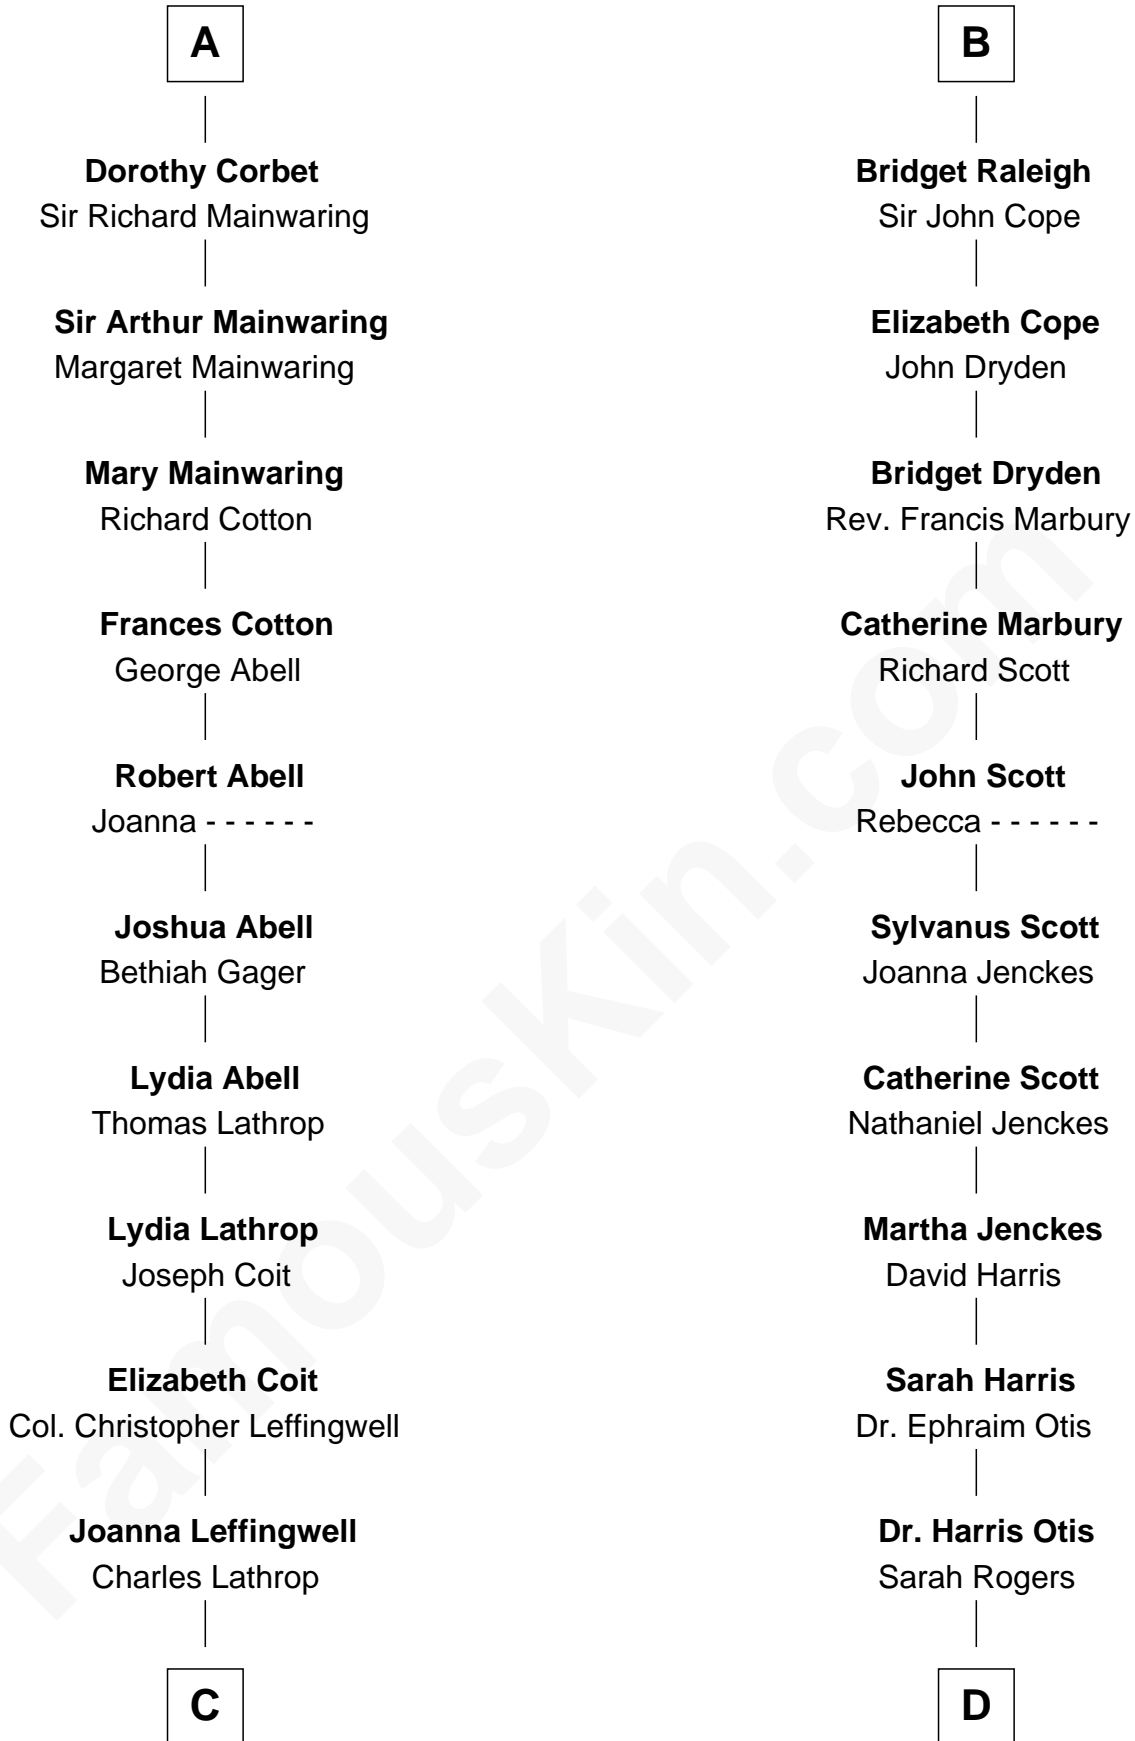 A
Dorothy Corbet
Sir Richard Mainwaring
Sir Arthur Mainwaring
Margaret Mainwaring
Mary Mainwaring
Richard Cotton
Frances Cotton
George Abell
Robert Abell
Joanna - - - - - -
Joshua Abell
Bethiah Gager
Lydia Abell
Thomas Lathrop
Lydia Lathrop
Joseph Coit
Elizabeth Coit
Col. Christopher Leffingwell
Joanna Leffingwell
Charles Lathrop
C
B
Bridget Raleigh
Sir John Cope
Elizabeth Cope
John Dryden
Bridget Dryden
Rev. Francis Marbury
Catherine Marbury
Richard Scott
John Scott
Rebecca - - - - - -
Sylvanus Scott
Joanna Jenckes
Catherine Scott
Nathaniel Jenckes
Martha Jenckes
David Harris
Sarah Harris
Dr. Ephraim Otis
Dr. Harris Otis
Sarah Rogers
D
FamousKin.com